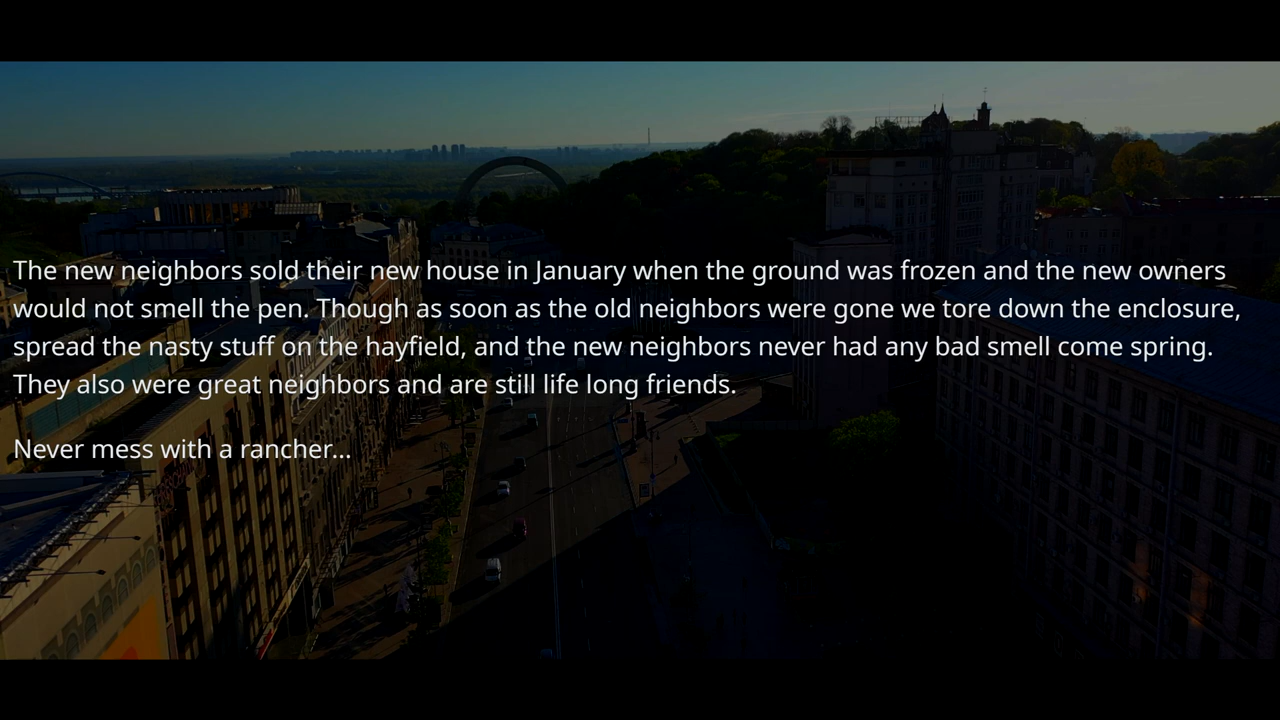 The new neighbors sold their new house in January when the ground was frozen and the new owners
would not smell the pen. Though as soon as the old neighbors were gone we tore down the enclosure,
spread the nasty stuff on the hayfield, and the new neighbors never had any bad smell come spring.
They also were great neighbors and are still life long friends.
Never mess with a rancher...